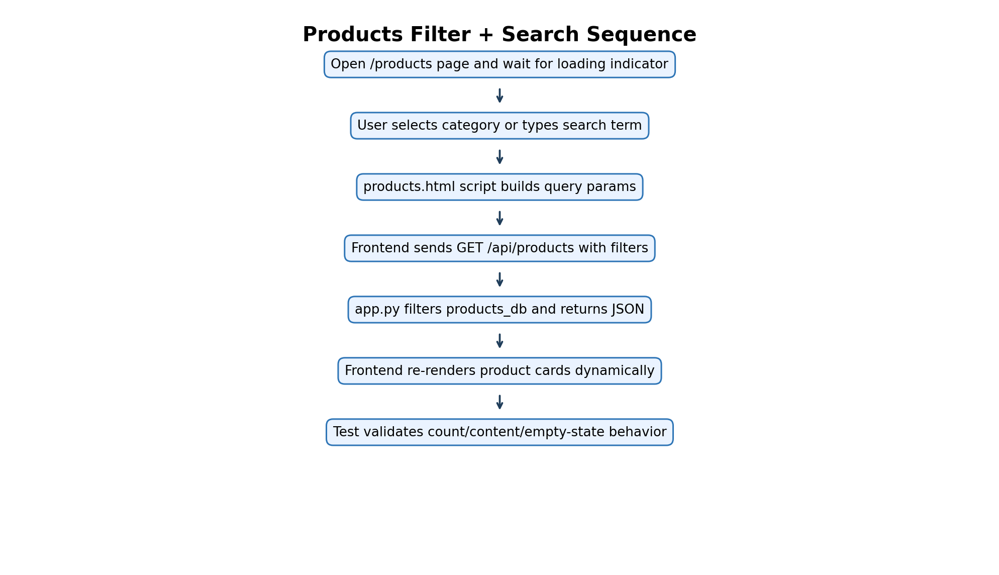 Products Filter + Search Sequence
Open /products page and wait for loading indicator
User selects category or types search term
products.html script builds query params
Frontend sends GET /api/products with filters
app.py filters products_db and returns JSON
Frontend re-renders product cards dynamically
Test validates count/content/empty-state behavior